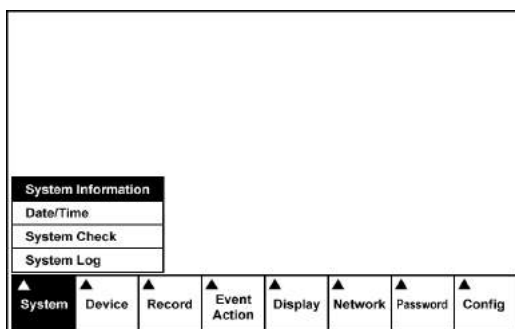 System Information
Date/Time
System Check
System Log
▲ ▲ ▲ ▲ ▲ ▲ ▲ ▲
System Device Record Event Action Display Network Password Config